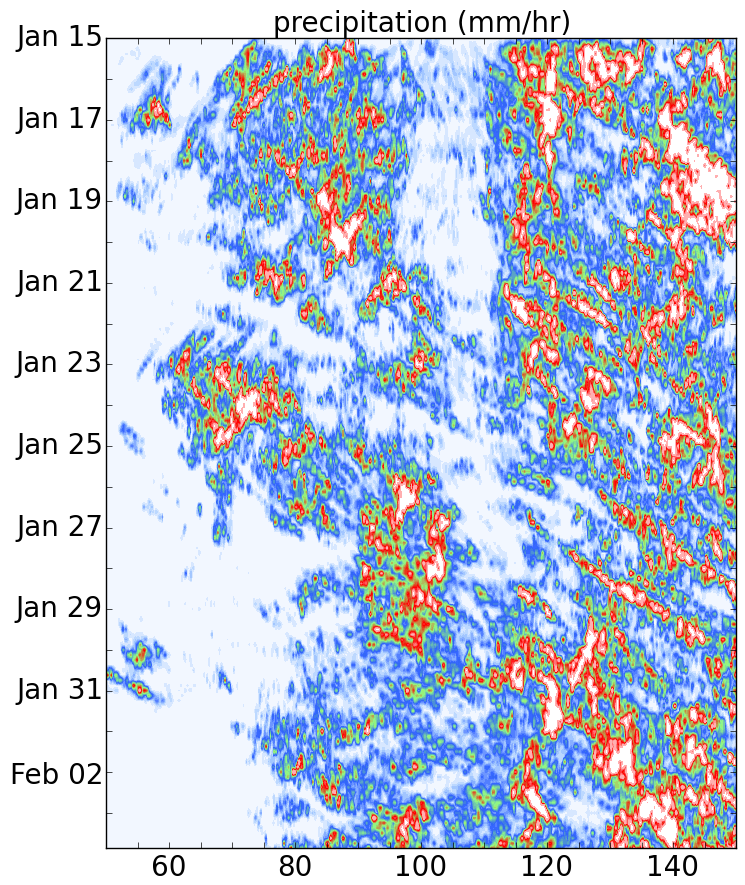 precipitation (mm/hr)
Jan 15
Jan 17
Jan 19
Jan 21
Jan 23
Jan 25
Jan 27
Jan 29
Jan 31
Feb 02
60 80 100 120 140